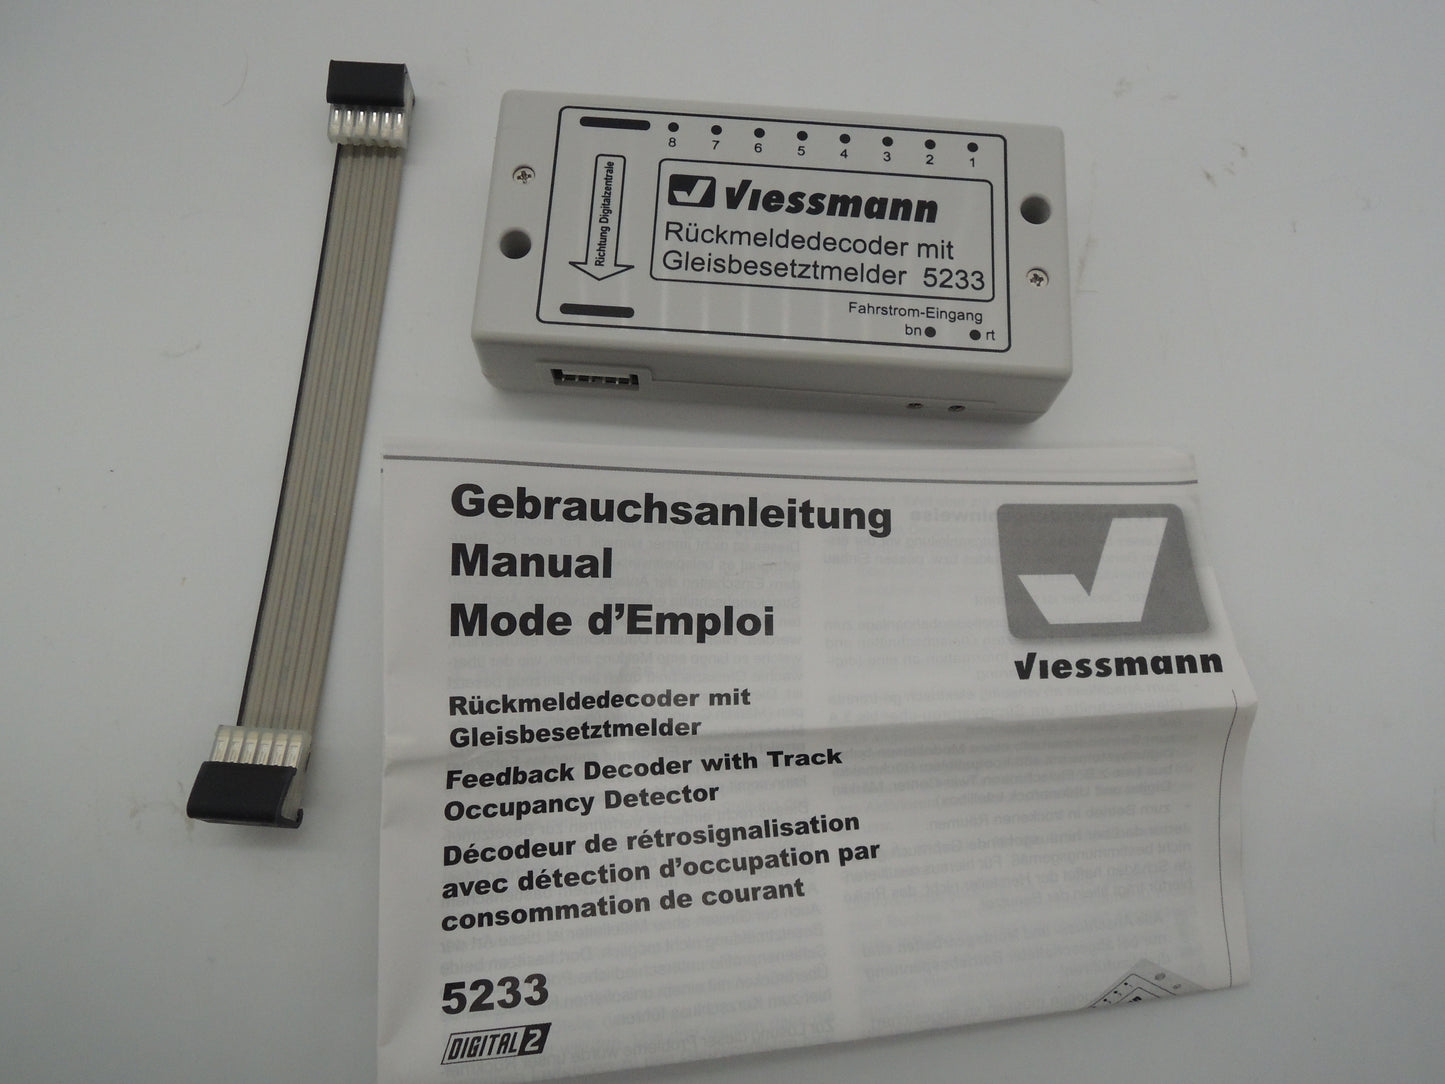 8 7 6 5 4 3 2 1
Richtung Digitalzentrale
Viessmann
Rückmeldedecoder mit
Gleisbesetztmelder 5233
Fahrstrom-Eingang
bn rt
Gebrauchsanleitung
Manual
Mode d'Emploi
Viessmann
Rückmeldedecoder mit
Gleisbesetztmelder
Feedback Decoder with Track
Occupancy Detector
Décodeur de rétrosignalisation
avec détection d'occupation par
consommation de courant
5233
DIGITAL 2